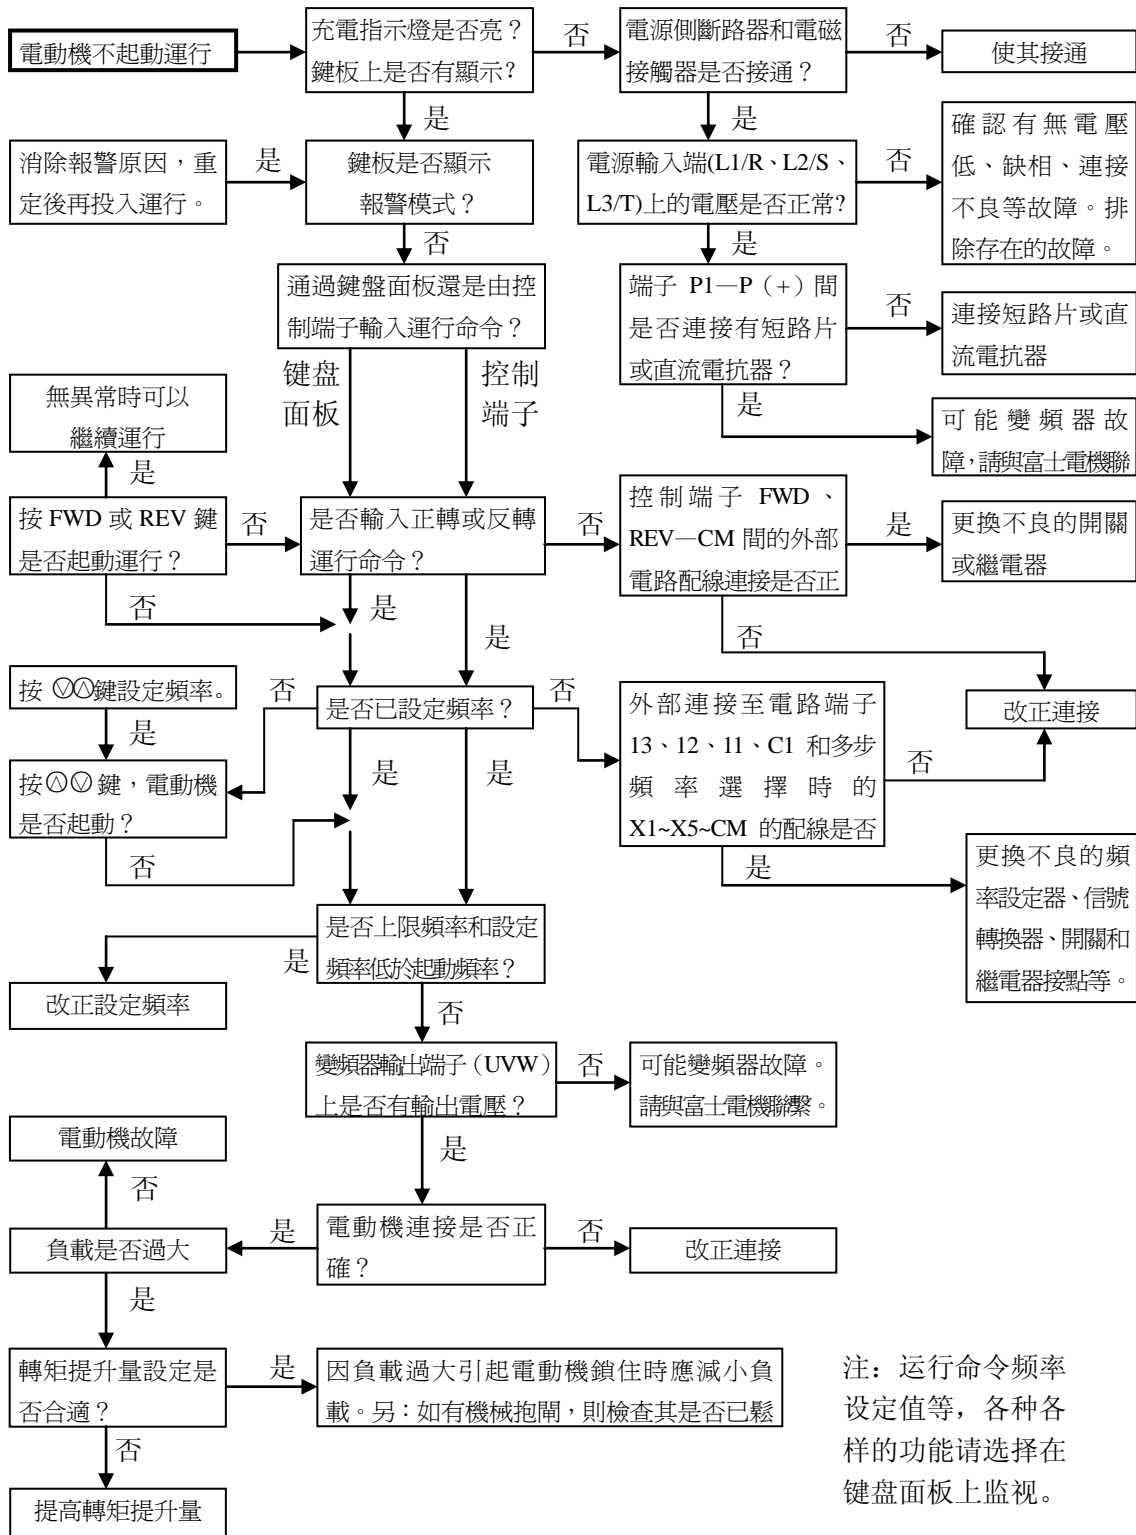 電動機不起動運行
充電指示燈是否亮？
鍵板上是否有顯示？
否
電源側斷路器和電磁
接觸器是否接通？
否
使其接通
是
是
消除報警原因，重
定後再投入運行。
是
鍵板是否顯示
報警模式？
電源輸入端(L1/R、L2/S、
L3/T)上的電壓是否正常?
否
確認有無電壓
低、缺相、連接
不良等故障。排
除存在的故障。
否
是
通過鍵盤面板還是由控
制端子輸入運行命令？
端子 P1—P（+）間
是否連接有短路片
或直流電抗器？
否
連接短路片或直
流電抗器
键盘
面板
控制
端子
是
可能變頻器故
障，請與富士電機聯
無異常時可以
繼續運行
是
按 FWD 或 REV 鍵
是否起動運行？
否
是否輸入正轉或反轉
運行命令？
否
控制端子 FWD、
REV—CM 間的外部
電路配線連接是否正
是
更換不良的開關
或繼電器
否
是
是
否
按 ⓥⓥ鍵設定頻率。
否
是否已設定頻率？
否
外部連接至電路端子
13、12、11、C1 和多步
頻率選擇時的
X1~X5~CM 的配線是否
否
改正連接
是
按⊙⊙鍵，電動機
是否起動？
是
是
否
是
更換不良的頻
率設定器、信號
轉換器、開關和
繼電器接點等。
是否上限頻率和設定
頻率低於起動頻率？
是
改正設定頻率
否
變頻器輸出端子（UVW）
上是否有輸出電壓？
否
可能變頻器故障。
請與富士電機聯繫。
電動機故障
是
否
負載是否過大
是
電動機連接是否正
確？
否
改正連接
是
轉矩提升量設定是
否合適？
是
因負載過大引起電動機鎖住時應減小負
載。另：如有機械抱閘，則檢查其是否已鬆
否
提高轉矩提升量
注：运行命令频率
设定值等，各种各
样的功能请选择在
键盘面板上监视。